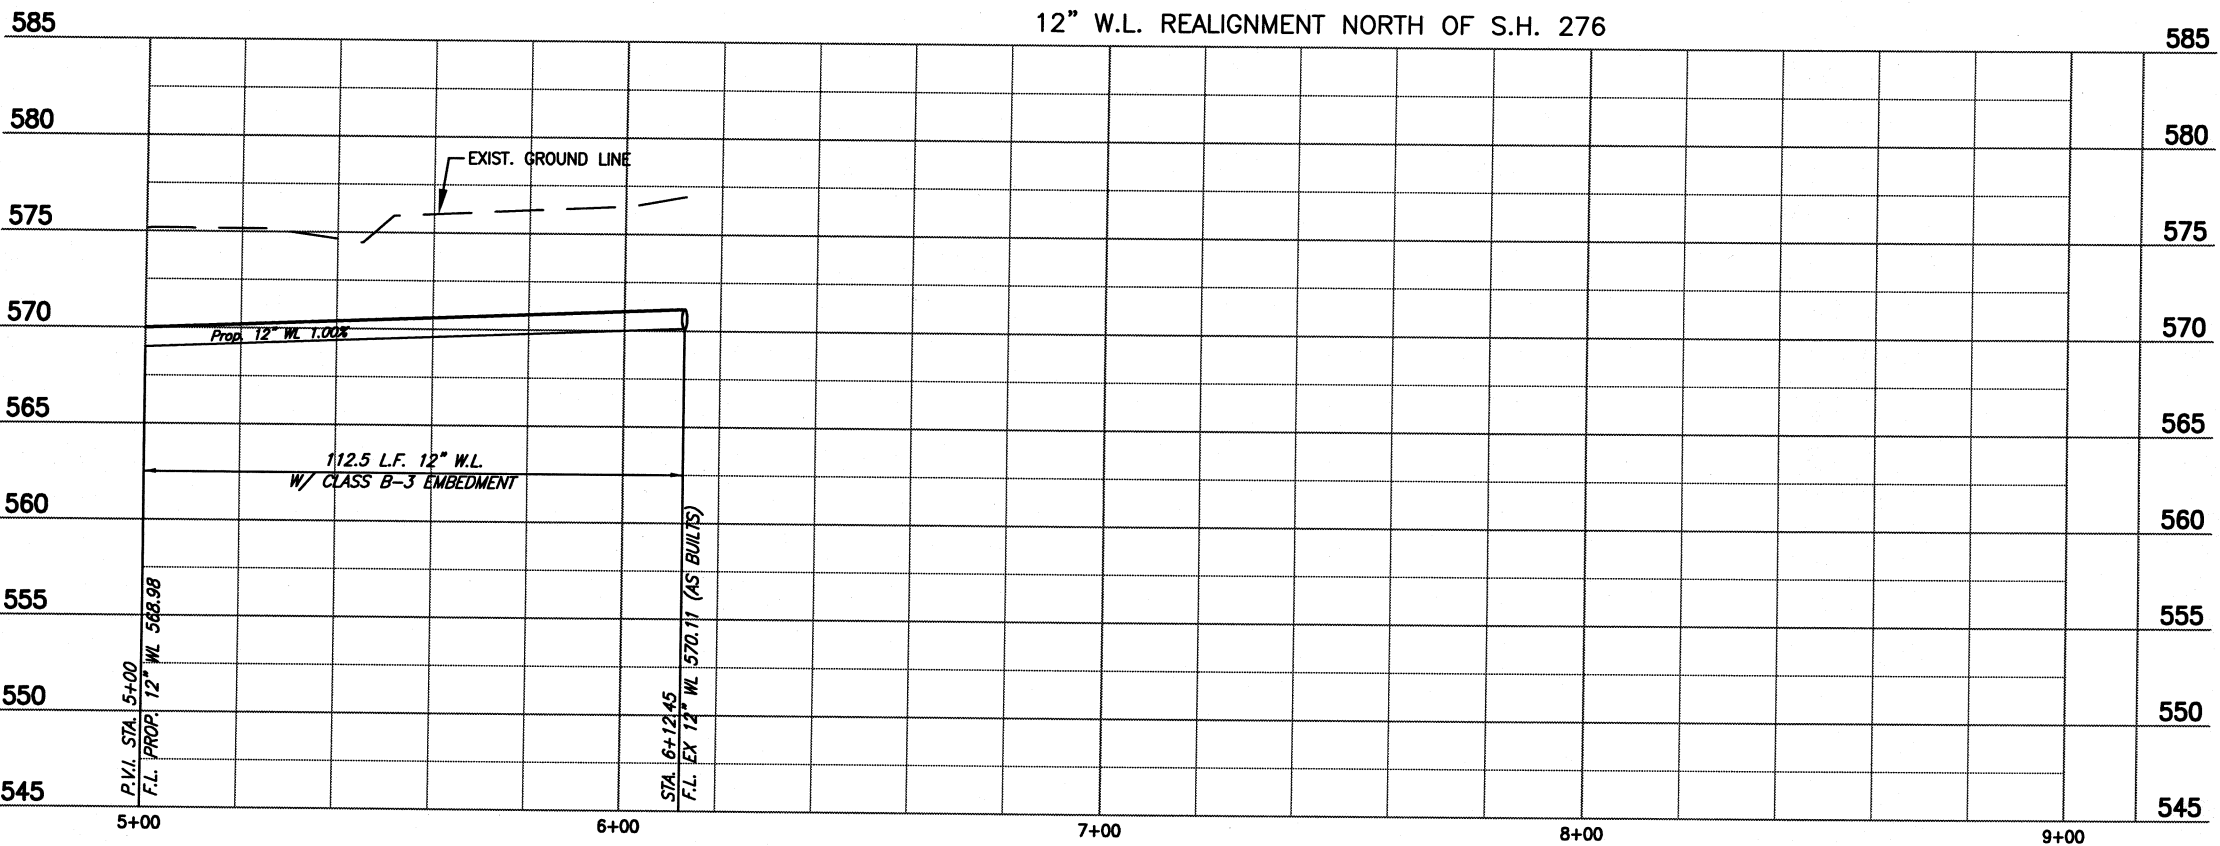 12" W.L. REALIGNMENT NORTH OF S.H. 276
585
585
580
580
EXIST. GROUND LINE
575
575
570
570
Prop. 12" WL 1.00%
565
565
112.5 L.F. 12" W.L.
W/ CLASS B-3 EMBEDMENT
560
560
555
555
550
550
545
545
P.V.I. STA. 5+00
F.L. PROP. 12" WL 568.98
STA. 6+12.45
F.L. EX 12" WL 570.11 (AS BUILTS)
5+00
6+00
7+00
8+00
9+00